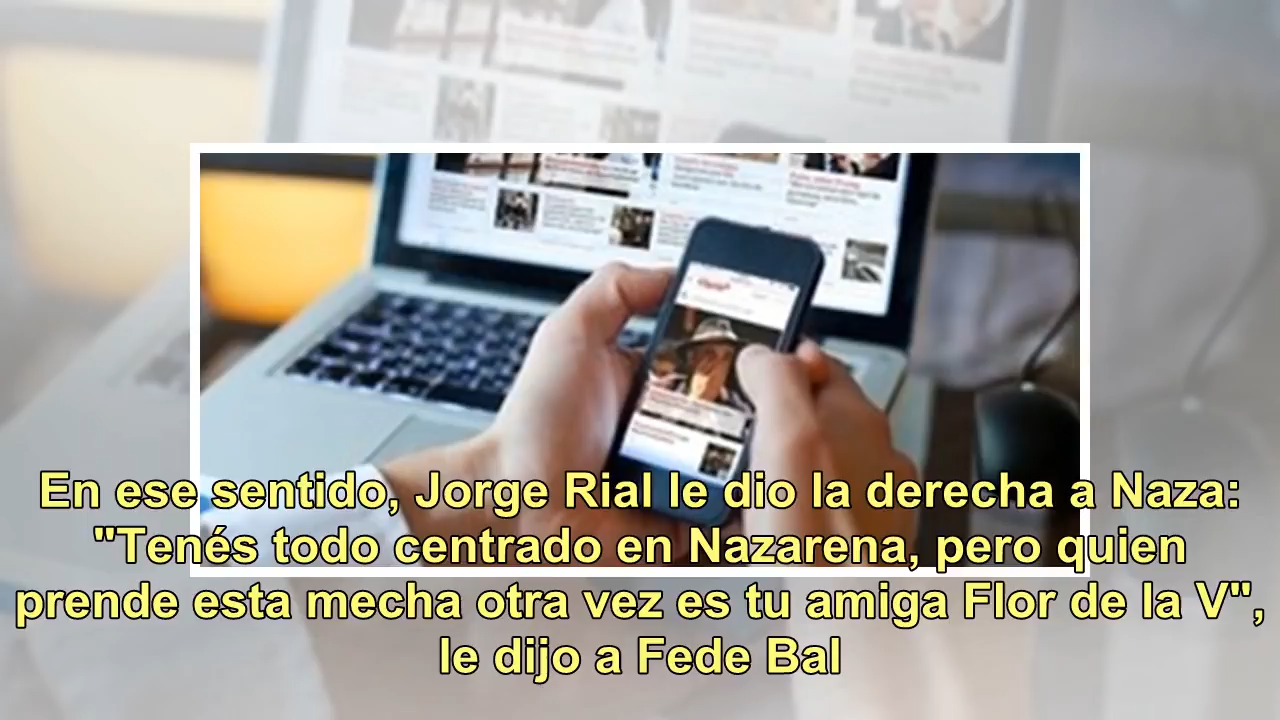 En ese sentido, Jorge Rial le dio la derecha a Naza:
"Tenés todo centrado en Nazarena, pero quien
prende esta mecha otra vez es tu amiga Flor de la V",
le dijo a Fede Bal